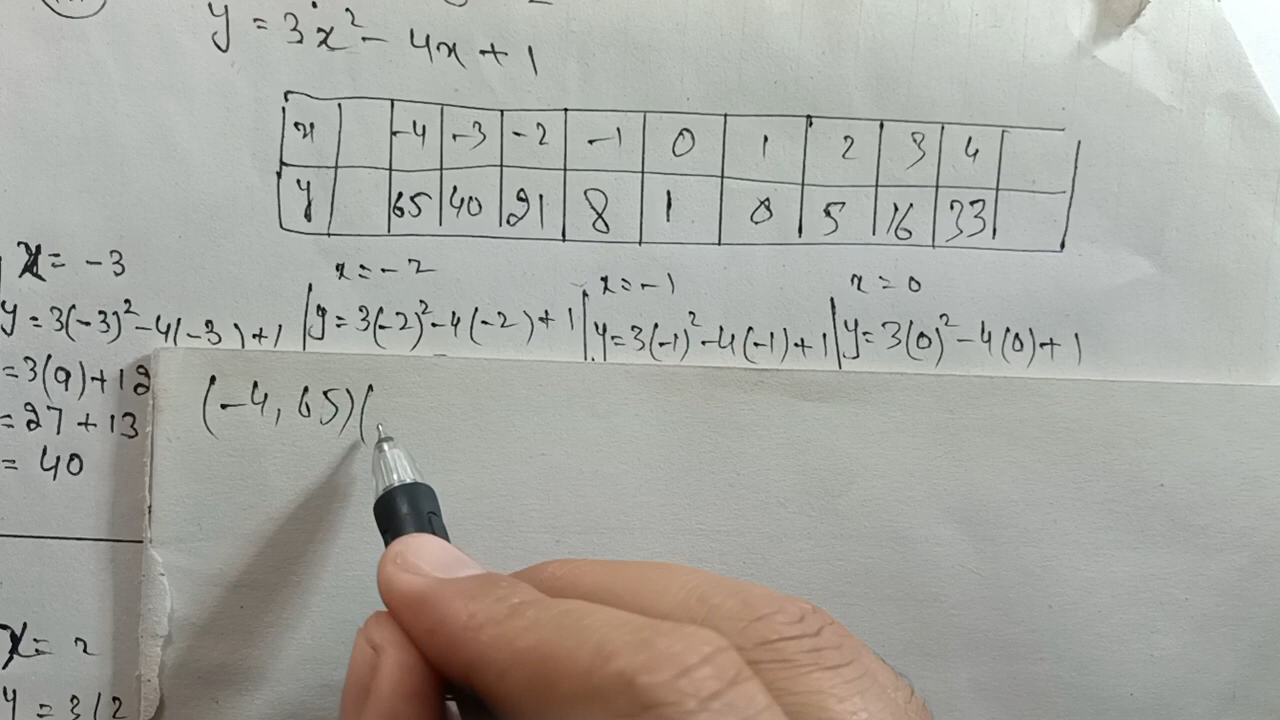 y = 3x² - 4x + 1
x -4 -3 -2 -1 0 1 2 3 4
y 65 40 21 8 1 0 5 16 33
x = -3
y = 3(-3)² - 4(-3) + 1
= 3(9) + 12
= 27 + 13
= 40
x = -2
y = 3(-2)² - 4(-2) + 1
x = -1
y = 3(-1)² - 4(-1) + 1
x = 0
y = 3(0)² - 4(0) + 1
(-4, 65)(
x = 2
y = 3(2